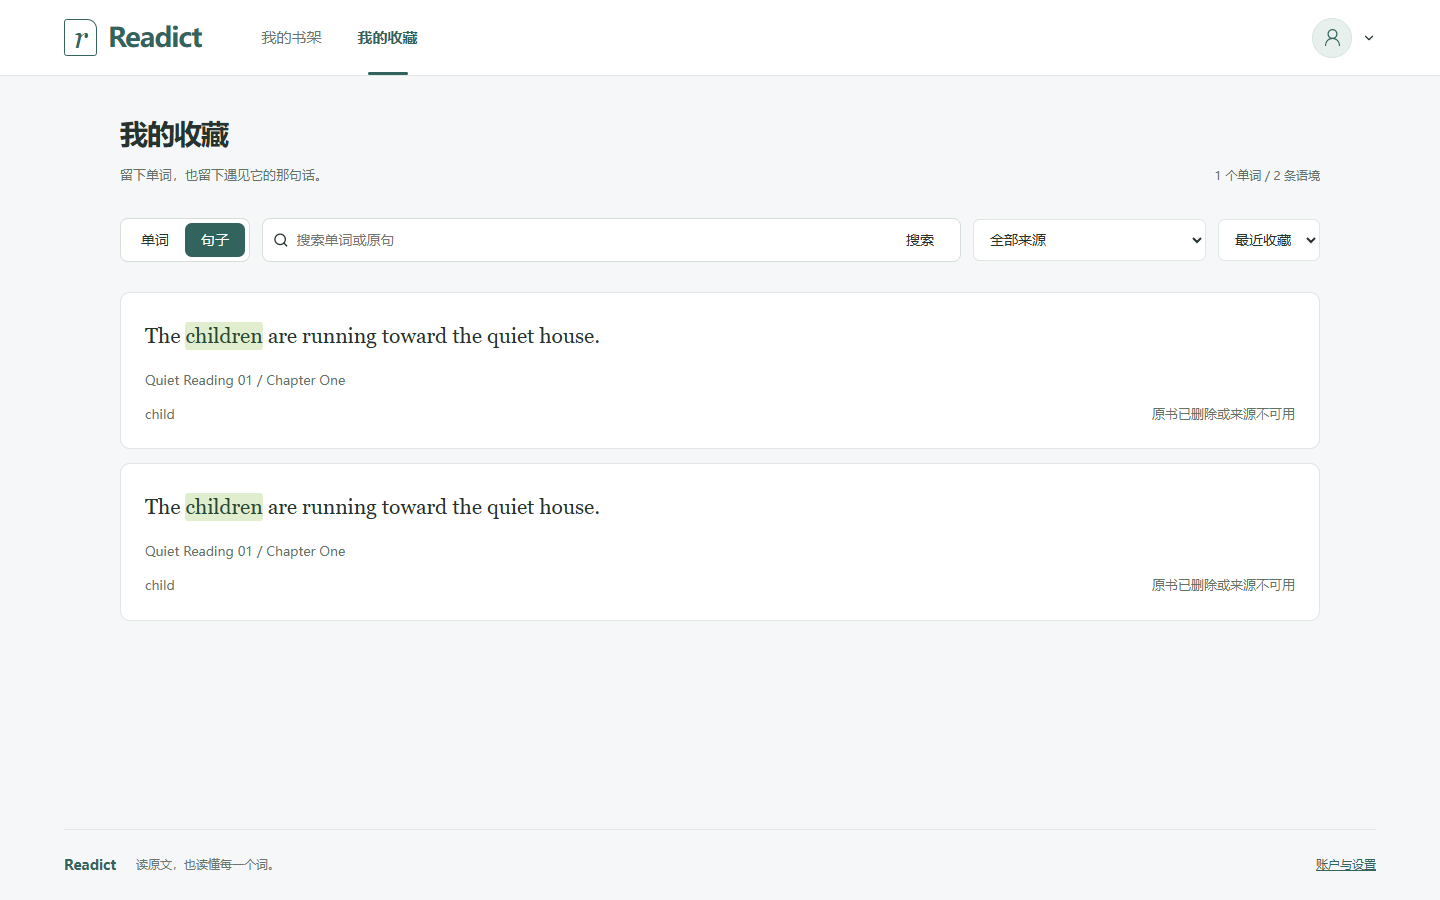 r Readict 我的书架 我的收藏
我的收藏
留下单词，也留下遇见它的那句话。 1 个单词 / 2 条语境
单词 句子 搜索单词或原句 搜索 全部来源 最近收藏
The children are running toward the quiet house.
Quiet Reading 01 / Chapter One
child 原书已删除或来源不可用
The children are running toward the quiet house.
Quiet Reading 01 / Chapter One
child 原书已删除或来源不可用
Readict 读原文，也读懂每一个词。 账户与设置